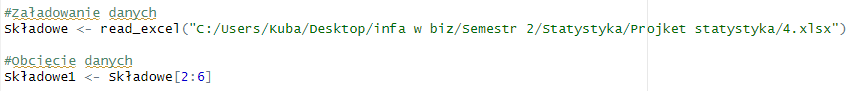 #Załadowanie danych
Składowe <- read_excel("C:/Users/Kuba/Desktop/infa w biz/Semestr 2/Statystyka/Projket statystyka/4.xlsx")
#Obcięcie danych
Składowe1 <- Składowe[2:6]